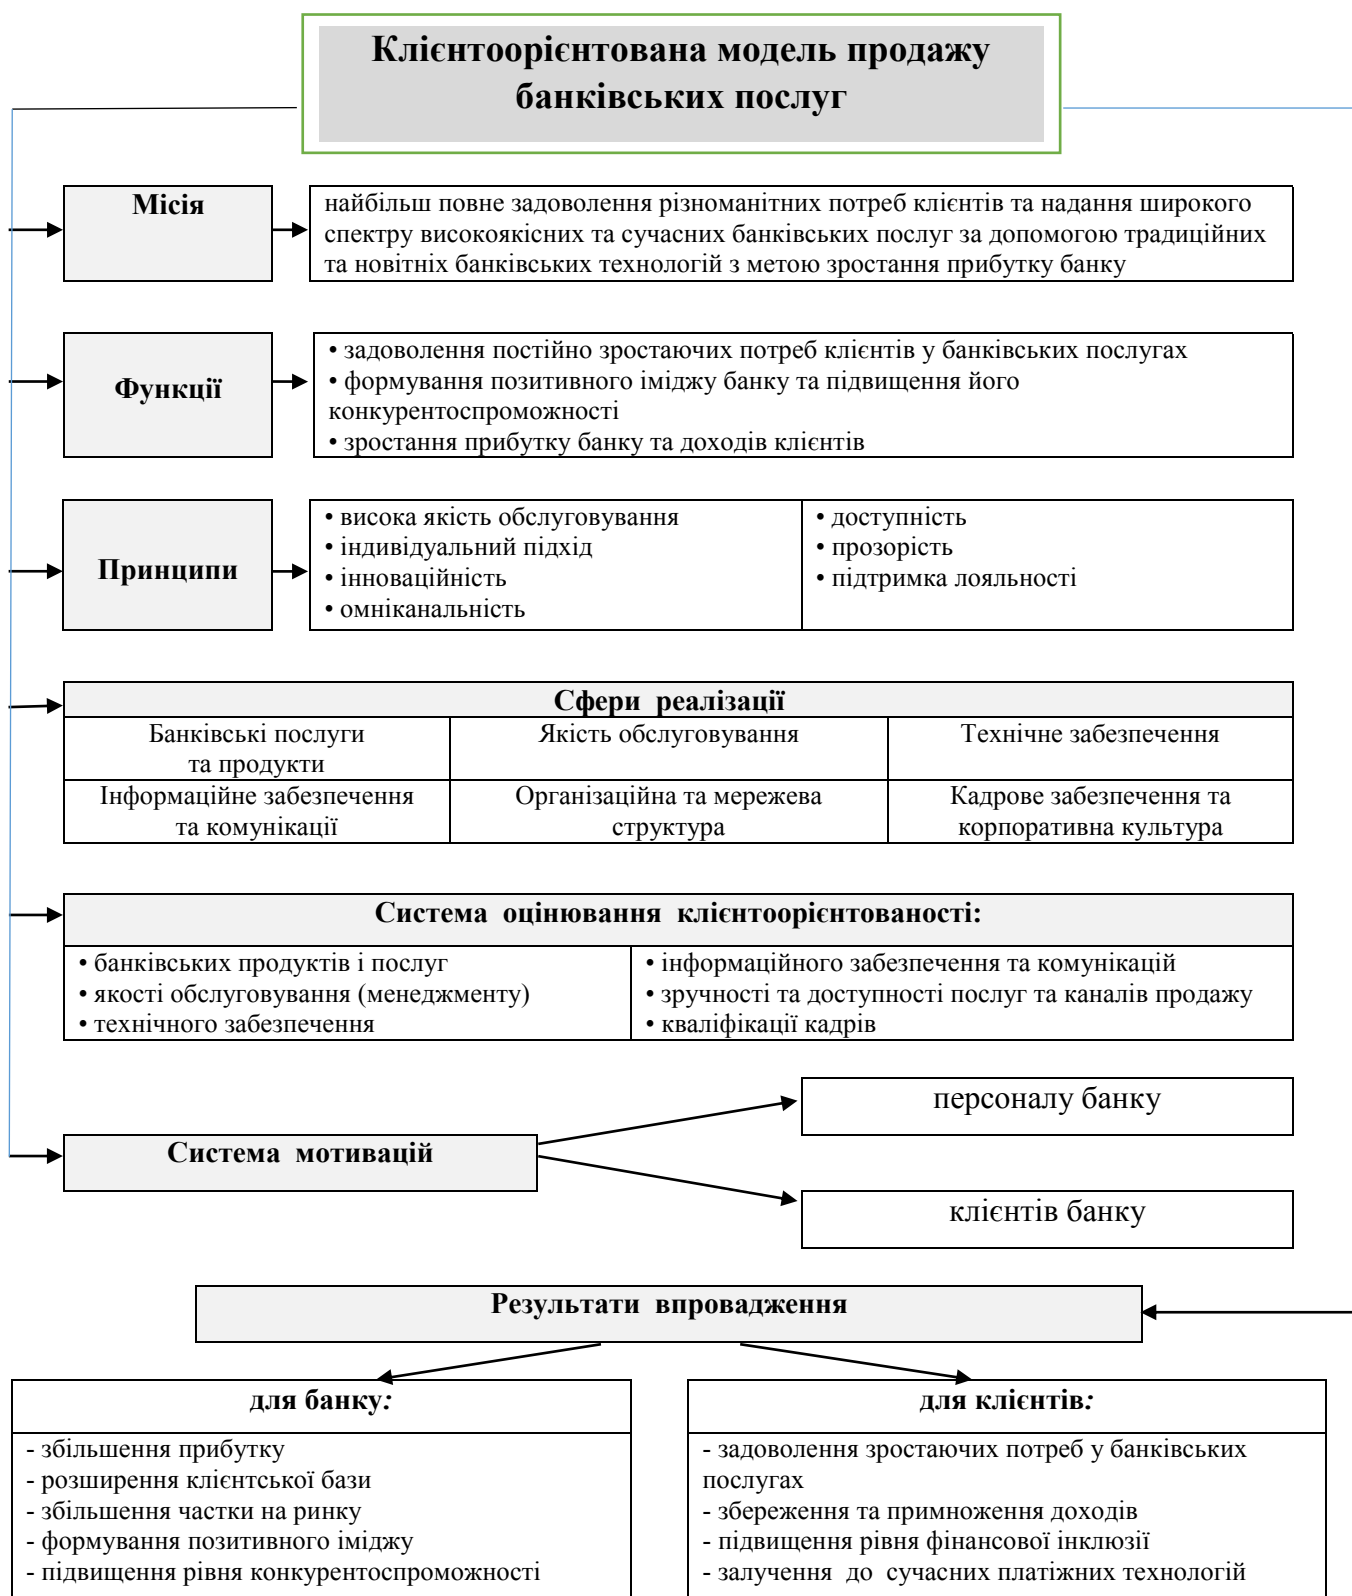 Клієнтоорієнтована модель продажу
банківських послуг
Місія
найбільш повне задоволення різноманітних потреб клієнтів та надання широкого
спектру високоякісних та сучасних банківських послуг за допомогою традиційних
та новітніх банківських технологій з метою зростання прибутку банку
Функції
• задоволення постійно зростаючих потреб клієнтів у банківських послугах
• формування позитивного іміджу банку та підвищення його
конкурентоспроможності
• зростання прибутку банку та доходів клієнтів
Принципи
• висока якість обслуговування
• індивідуальний підхід
• інноваційність
• омніканальність
• доступність
• прозорість
• підтримка лояльності
Сфери реалізації
Банківські послуги
та продукти
Якість обслуговування
Технічне забезпечення
Інформаційне забезпечення
та комунікації
Організаційна та мережева
структура
Кадрове забезпечення та
корпоративна культура
Система оцінювання клієнтоорієнтованості:
• банківських продуктів і послуг
• якості обслуговування (менеджменту)
• технічного забезпечення
• інформаційного забезпечення та комунікацій
• зручності та доступності послуг та каналів продажу
• кваліфікації кадрів
Система мотивацій
персоналу банку
клієнтів банку
Результати впровадження
для банку:
- збільшення прибутку
- розширення клієнтської бази
- збільшення частки на ринку
- формування позитивного іміджу
- підвищення рівня конкурентоспроможності
для клієнтів:
- задоволення зростаючих потреб у банківських
послугах
- збереження та примноження доходів
- підвищення рівня фінансової інклюзії
- залучення до сучасних платіжних технологій